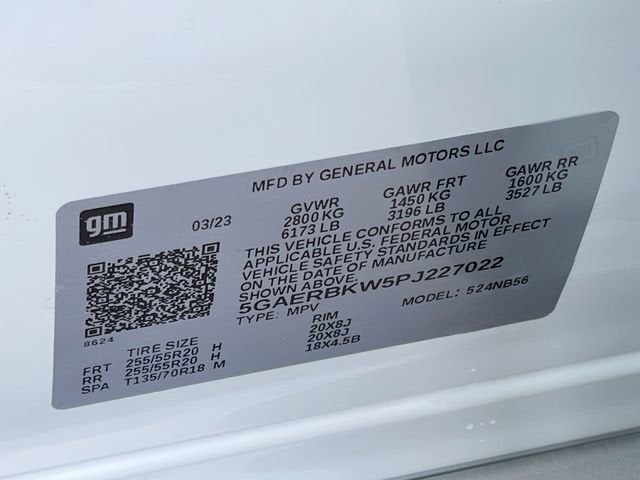 MFD BY GENERAL MOTORS LLC
gm
03/23
GVWR
2800 KG
6173 LB
GAWR FRT
1450 KG
3196 LB
GAWR RR
1600 KG
3527 LB
THIS VEHICLE CONFORMS TO ALL
APPLICABLE U.S. FEDERAL MOTOR
VEHICLE SAFETY STANDARDS IN EFFECT
ON THE DATE OF MANUFACTURE
SHOWN ABOVE
5GAERBKW5PJ227022
TYPE: MPV
MODEL: 524NB56
8624
TIRE SIZE
RIM
FRT 255/55R20 H 20X8J
RR 255/55R20 H 20X8J
SPA T135/70R18 M 18X4.5B